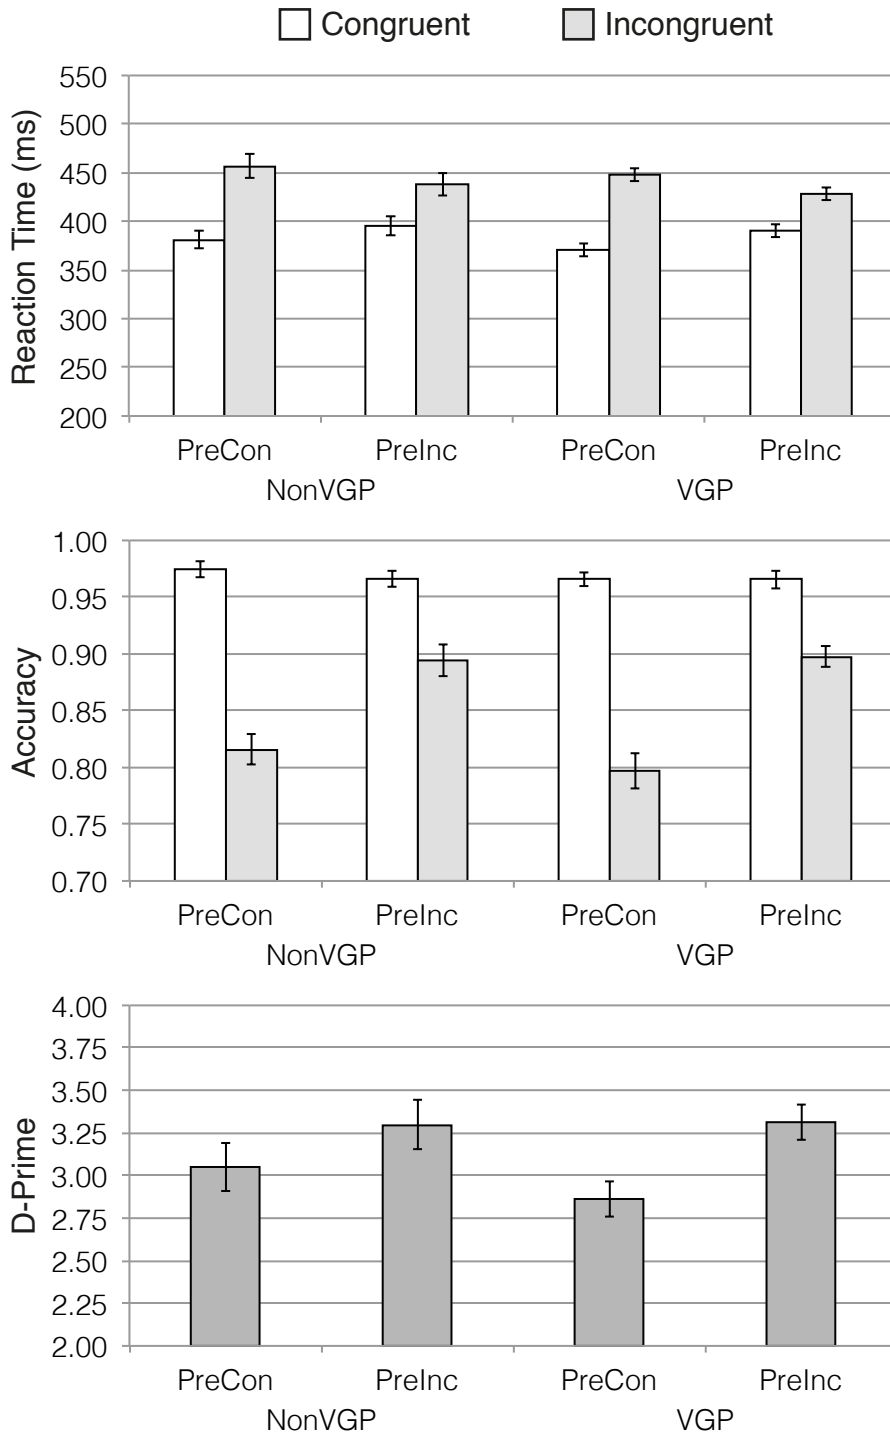 Congruent Incongruent
Reaction Time (ms)
550
500
450
400
350
300
250
200
PreCon PreInc PreCon PreInc
NonVGP VGP
Accuracy
1.00
0.95
0.90
0.85
0.80
0.75
0.70
PreCon PreInc PreCon PreInc
NonVGP VGP
D-Prime
4.00
3.75
3.50
3.25
3.00
2.75
2.50
2.25
2.00
PreCon PreInc PreCon PreInc
NonVGP VGP